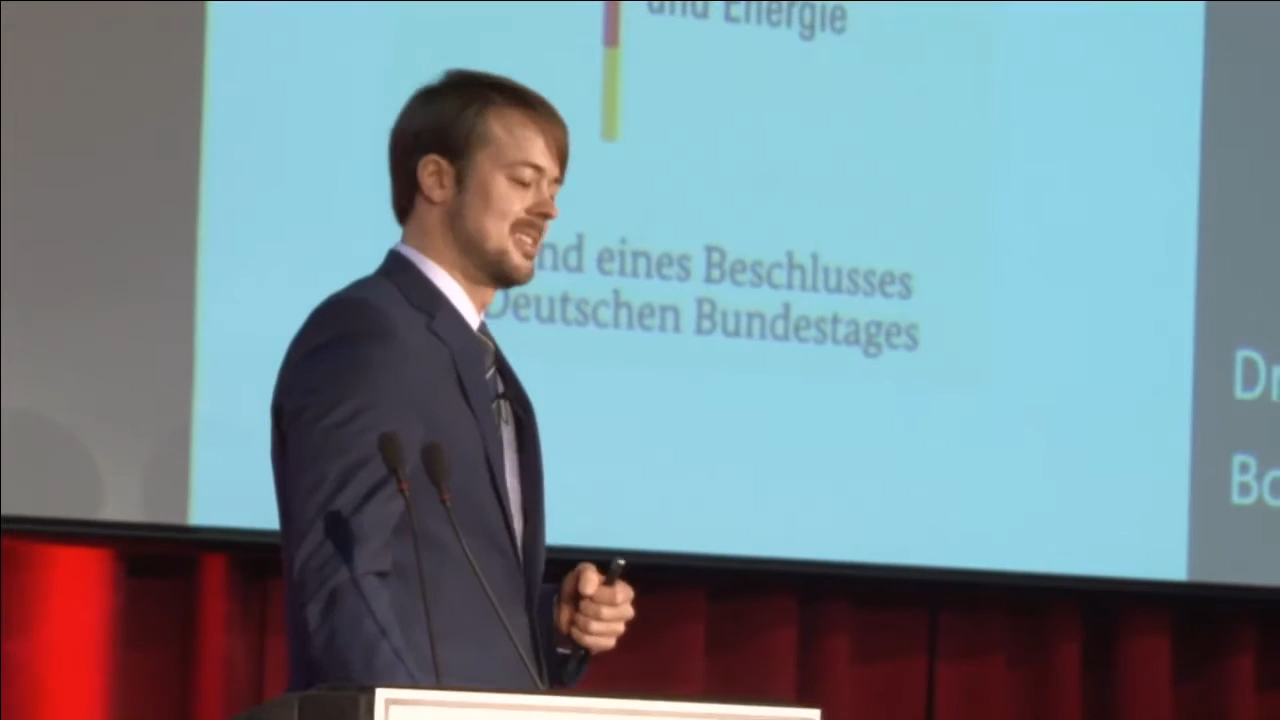 und Energie
nd eines Beschlusses
Deutschen Bundestages
Dr
Bo